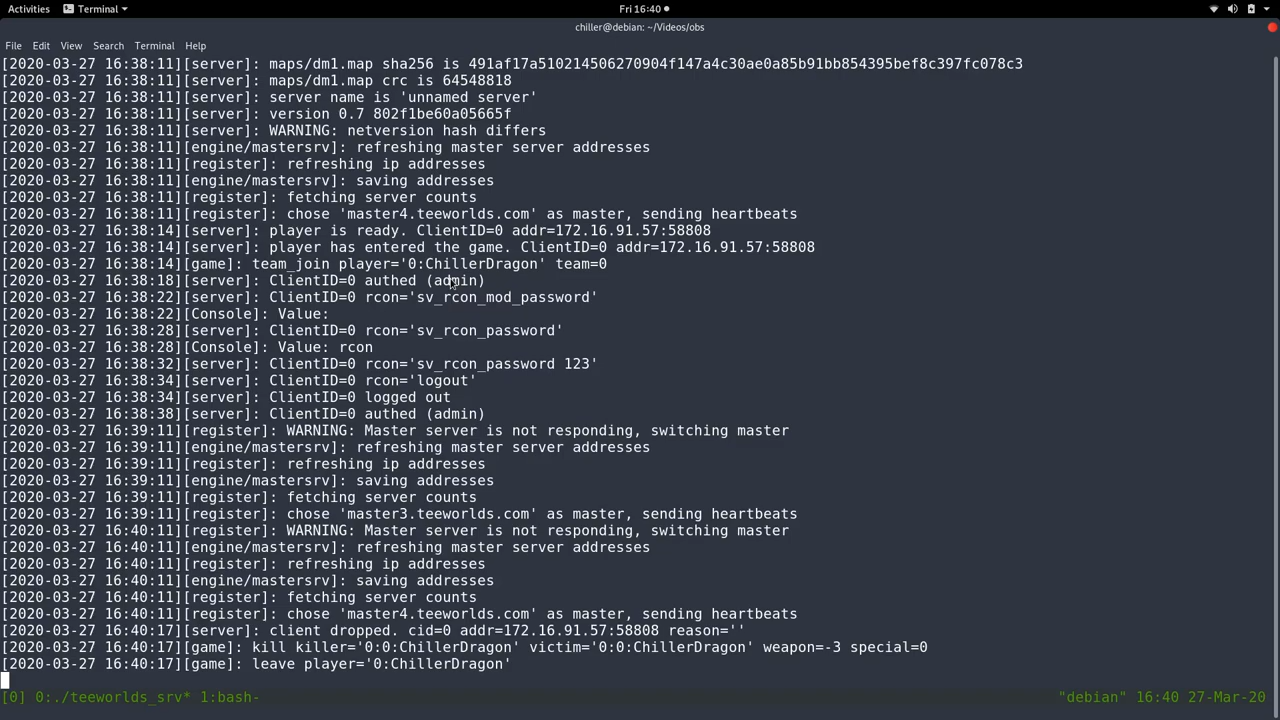 Activities Terminal Fri 16:40
chiller@debian: ~/Videos/obs
File Edit View Search Terminal Help
[2020-03-27 16:38:11][server]: maps/dm1.map sha256 is 491af17a510214506270904f147a4c30ae0a85b91bb854395bef8c397fc078c3
[2020-03-27 16:38:11][server]: maps/dm1.map crc is 64548818
[2020-03-27 16:38:11][server]: server name is 'unnamed server'
[2020-03-27 16:38:11][server]: version 0.7 802f1be60a05665f
[2020-03-27 16:38:11][server]: WARNING: netversion hash differs
[2020-03-27 16:38:11][engine/mastersrv]: refreshing master server addresses
[2020-03-27 16:38:11][register]: refreshing ip addresses
[2020-03-27 16:38:11][engine/mastersrv]: saving addresses
[2020-03-27 16:38:11][register]: fetching server counts
[2020-03-27 16:38:11][register]: chose 'master4.teeworlds.com' as master, sending heartbeats
[2020-03-27 16:38:14][server]: player is ready. ClientID=0 addr=172.16.91.57:58808
[2020-03-27 16:38:14][server]: player has entered the game. ClientID=0 addr=172.16.91.57:58808
[2020-03-27 16:38:14][game]: team_join player='0:ChillerDragon' team=0
[2020-03-27 16:38:18][server]: ClientID=0 authed (admin)
[2020-03-27 16:38:22][server]: ClientID=0 rcon='sv_rcon_mod_password'
[2020-03-27 16:38:22][Console]: Value:
[2020-03-27 16:38:28][server]: ClientID=0 rcon='sv_rcon_password'
[2020-03-27 16:38:28][Console]: Value: rcon
[2020-03-27 16:38:32][server]: ClientID=0 rcon='sv_rcon_password 123'
[2020-03-27 16:38:34][server]: ClientID=0 rcon='logout'
[2020-03-27 16:38:34][server]: ClientID=0 logged out
[2020-03-27 16:38:38][server]: ClientID=0 authed (admin)
[2020-03-27 16:39:11][register]: WARNING: Master server is not responding, switching master
[2020-03-27 16:39:11][engine/mastersrv]: refreshing master server addresses
[2020-03-27 16:39:11][register]: refreshing ip addresses
[2020-03-27 16:39:11][engine/mastersrv]: saving addresses
[2020-03-27 16:39:11][register]: fetching server counts
[2020-03-27 16:39:11][register]: chose 'master3.teeworlds.com' as master, sending heartbeats
[2020-03-27 16:40:11][register]: WARNING: Master server is not responding, switching master
[2020-03-27 16:40:11][engine/mastersrv]: refreshing master server addresses
[2020-03-27 16:40:11][register]: refreshing ip addresses
[2020-03-27 16:40:11][engine/mastersrv]: saving addresses
[2020-03-27 16:40:11][register]: fetching server counts
[2020-03-27 16:40:11][register]: chose 'master4.teeworlds.com' as master, sending heartbeats
[2020-03-27 16:40:17][server]: client dropped. cid=0 addr=172.16.91.57:58808 reason=''
[2020-03-27 16:40:17][game]: kill killer='0:0:ChillerDragon' victim='0:0:ChillerDragon' weapon=-3 special=0
[2020-03-27 16:40:17][game]: leave player='0:ChillerDragon'
[0] 0:./teeworlds_srv* 1:bash- "debian" 16:40 27-Mar-20